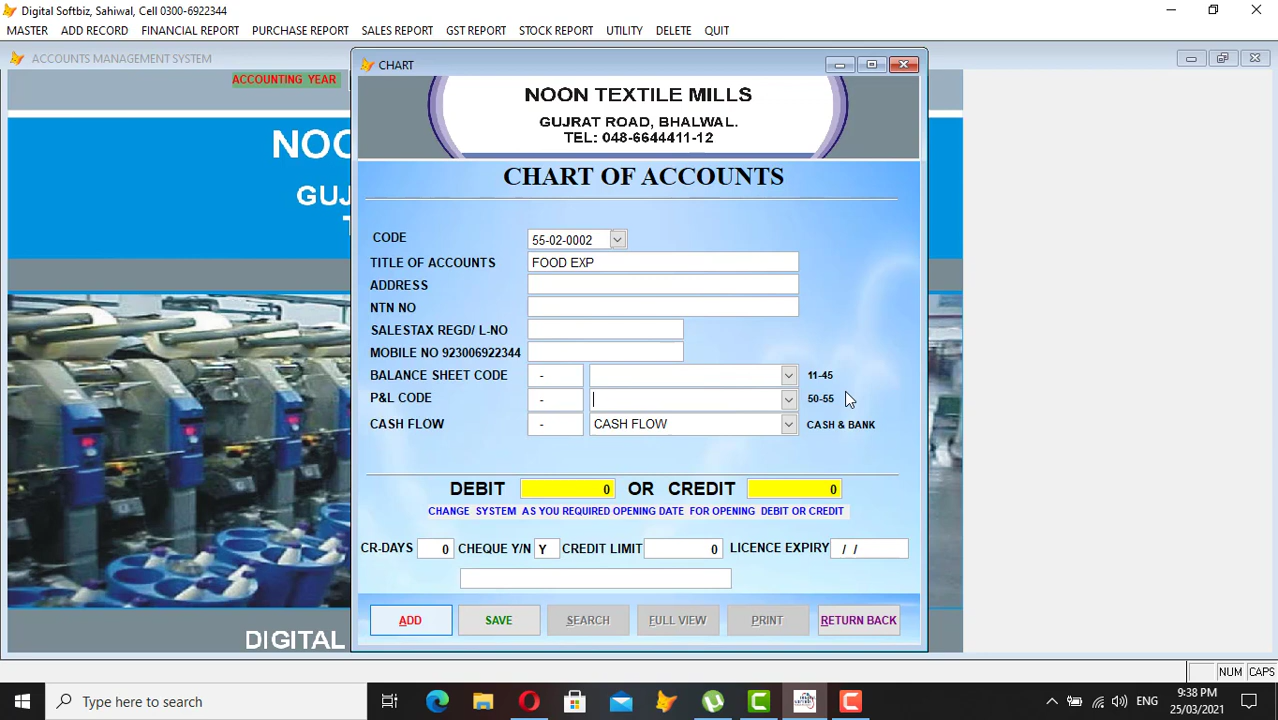 Digital Softbiz, Sahiwal, Cell 0300-6922344
MASTER ADD RECORD FINANCIAL REPORT PURCHASE REPORT SALES REPORT GST REPORT STOCK REPORT UTILITY DELETE QUIT
ACCOUNTS MANAGEMENT SYSTEM
CHART
ACCOUNTING YEAR
NOON TEXTILE MILLS
GUJRAT ROAD, BHALWAL.
TEL: 048-6644411-12
NOO
GUJR
T
CHART OF ACCOUNTS
CODE 55-02-0002
TITLE OF ACCOUNTS FOOD EXP
ADDRESS
NTN NO
SALESTAX REGD/ L-NO
MOBILE NO 923006922344
BALANCE SHEET CODE - 11-45
P&L CODE - 50-55
CASH FLOW - CASH FLOW CASH & BANK
DEBIT 0 OR CREDIT 0
CHANGE SYSTEM AS YOU REQUIRED OPENING DATE FOR OPENING DEBIT OR CREDIT
CR-DAYS 0 CHEQUE Y/N Y CREDIT LIMIT 0 LICENCE EXPIRY / /
ADD SAVE SEARCH FULL VIEW PRINT RETURN BACK
DIGITAL
NUM CAPS
Type here to search
ENG
9:38 PM
25/03/2021